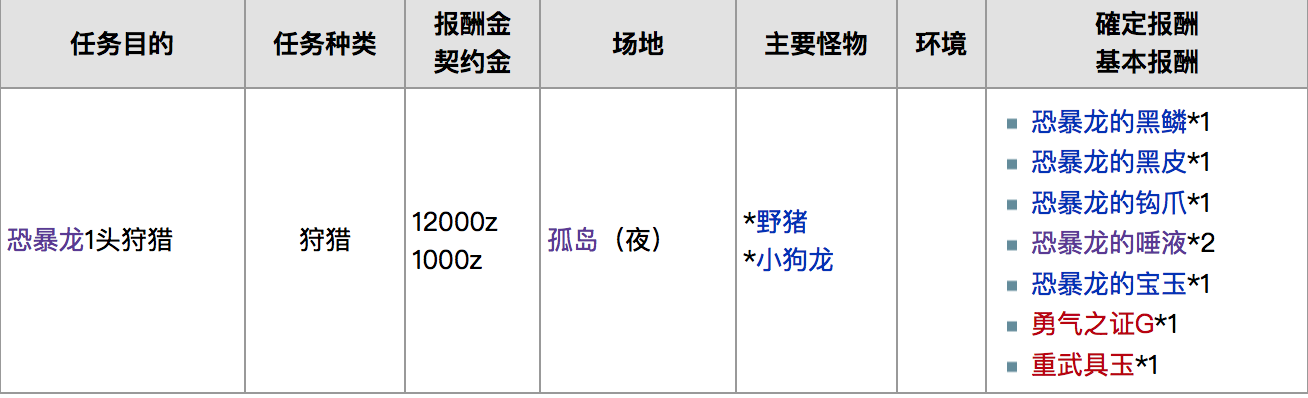 任务目的
任务种类
报酬金
契约金
场地
主要怪物
环境
確定报酬
基本报酬
恐暴龙1头狩猎
狩猎
12000z
1000z
孤岛（夜）
*野猪
*小狗龙
恐暴龙的黑鳞*1
恐暴龙的黑皮*1
恐暴龙的钩爪*1
恐暴龙的唾液*2
恐暴龙的宝玉*1
勇气之证G*1
重武具玉*1